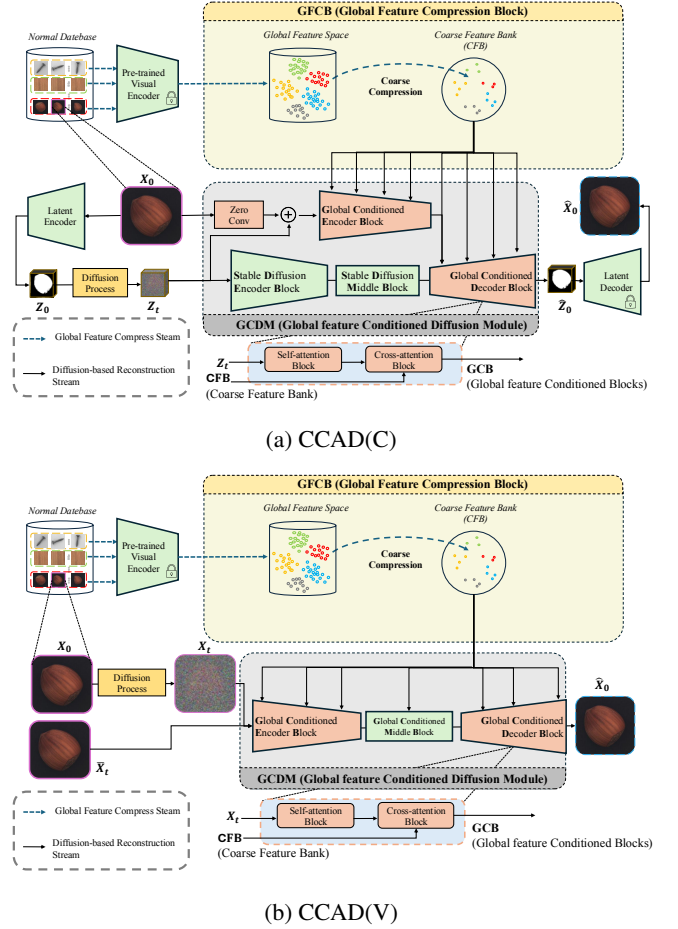 GFCB (Global Feature Compression Block)
Normal Datebase
Global Feature Space
Coarse Feature Bank
(CFB)
Pre-trained
Visual
Encoder
Coarse
Compression
X₀
Latent
Encoder
Zero
Conv
Global Conditioned
Encoder Block
X̂₀
Stable Diffusion
Encoder Block
Stable Diffusion
Middle Block
Global Conditioned
Decoder Block
Diffusion
Process
Latent
Decoder
Z₀
Zₜ
Ẑ₀
GCDM (Global feature Conditioned Diffusion Module)
Global Feature Compress Steam
Diffusion-based Reconstruction
Stream
Zₜ
Self-attention
Block
Cross-attention
Block
CFB
(Coarse Feature Bank)
GCB
(Global feature Conditioned Blocks)
(a) CCAD(C)
GFCB (Global Feature Compression Block)
Normal Datebase
Global Feature Space
Coarse Feature Bank
(CFB)
Pre-trained
Visual
Encoder
Coarse
Compression
X₀
Xₜ
Diffusion
Process
X̂₀
Global Conditioned
Encoder Block
Global Conditioned
Middle Block
Global Conditioned
Decoder Block
X̄ₜ
GCDM (Global feature Conditioned Diffusion Module)
Global Feature Compress Steam
Diffusion-based Reconstruction
Stream
Xₜ
Self-attention
Block
Cross-attention
Block
CFB
(Coarse Feature Bank)
GCB
(Global feature Conditioned Blocks)
(b) CCAD(V)